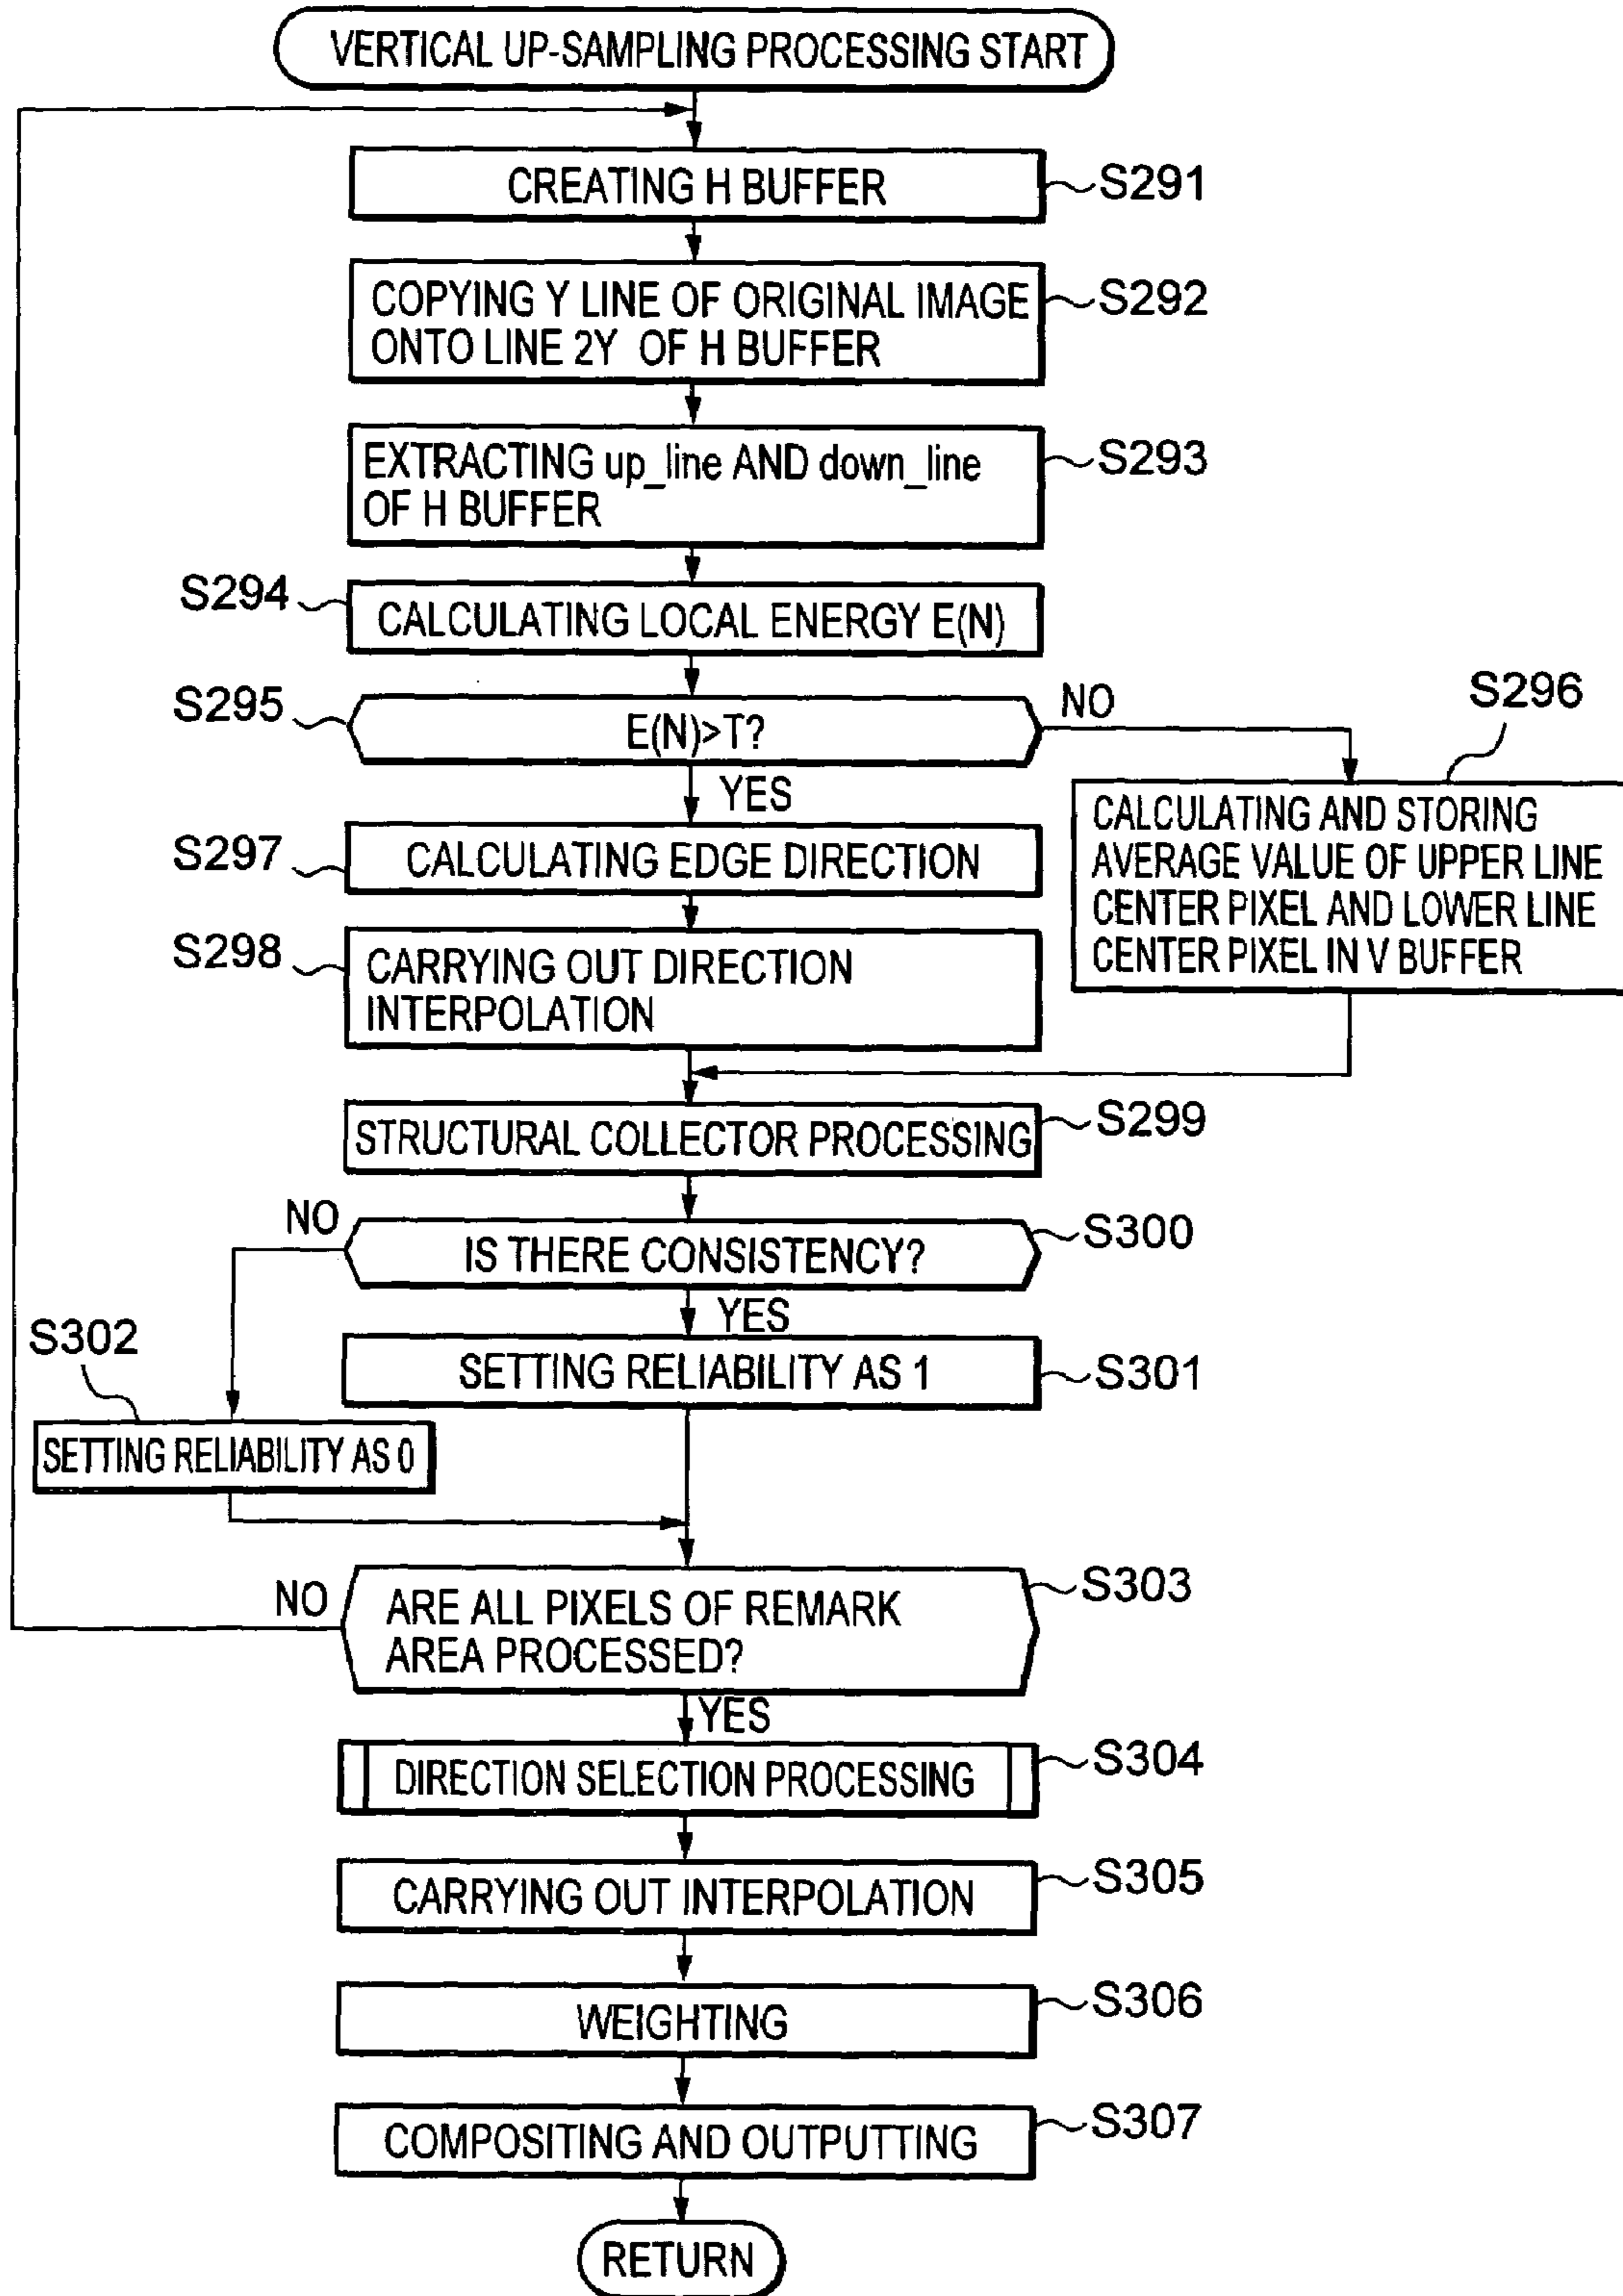 VERTICAL UP-SAMPLING PROCESSING START
CREATING H BUFFER
S291
COPYING Y LINE OF ORIGINAL IMAGE
ONTO LINE 2Y OF H BUFFER
S292
EXTRACTING up_line AND down_line
OF H BUFFER
S293
S294
CALCULATING LOCAL ENERGY E(N)
S295
E(N)>T?
NO
S296
YES
CALCULATING AND STORING
AVERAGE VALUE OF UPPER LINE
CENTER PIXEL AND LOWER LINE
CENTER PIXEL IN V BUFFER
S297
CALCULATING EDGE DIRECTION
S298
CARRYING OUT DIRECTION
INTERPOLATION
STRUCTURAL COLLECTOR PROCESSING
S299
NO
IS THERE CONSISTENCY?
S300
YES
S302
SETTING RELIABILITY AS 1
S301
SETTING RELIABILITY AS 0
NO
ARE ALL PIXELS OF REMARK
AREA PROCESSED?
S303
YES
DIRECTION SELECTION PROCESSING
S304
CARRYING OUT INTERPOLATION
S305
WEIGHTING
S306
COMPOSITING AND OUTPUTTING
S307
RETURN